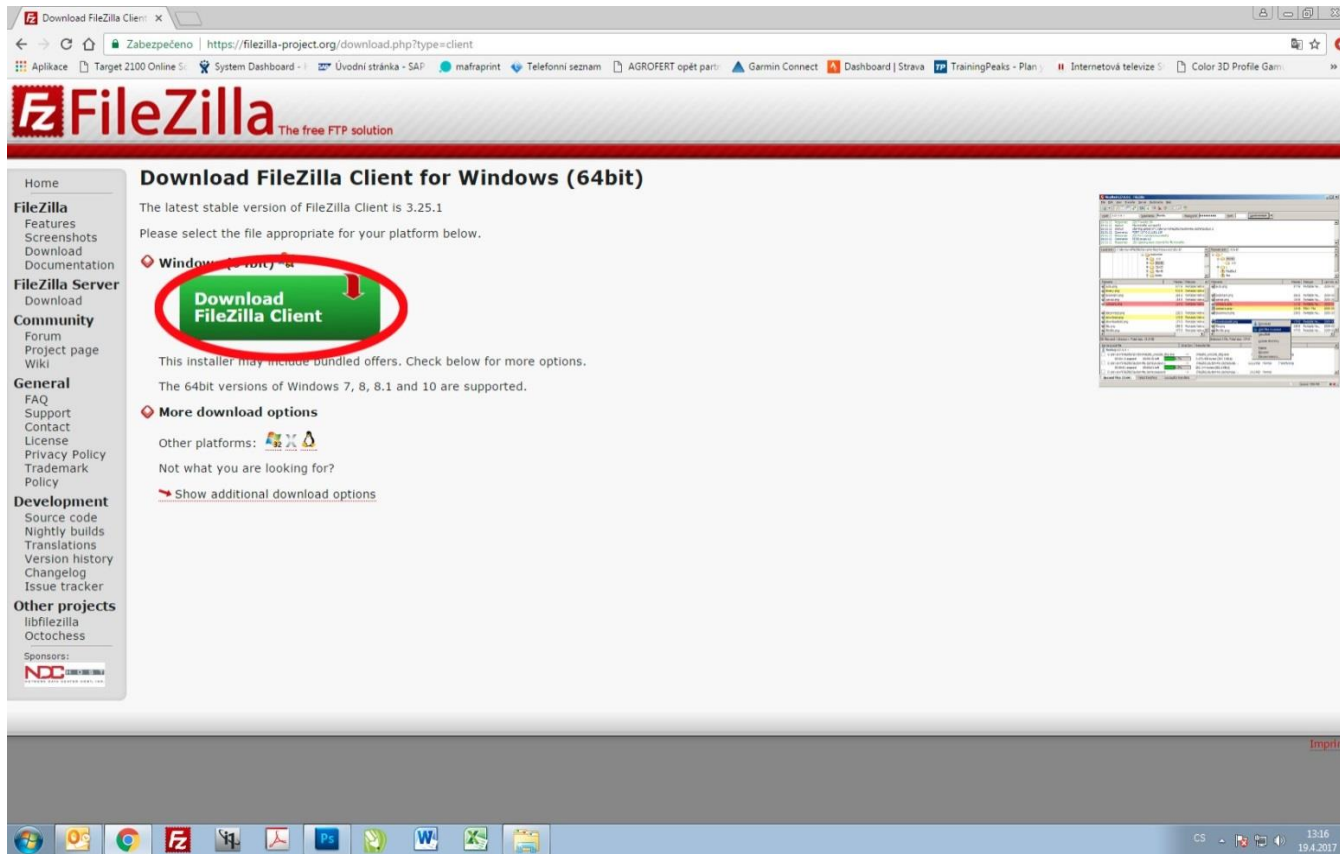 Download FileZilla Client
Zabezpečeno | https://filezilla-project.org/download.php?type=client
Aplikace Target 2100 Online S System Dashboard - Úvodní stránka - SAP mafraprint Telefonní seznam AGROFERT opět part Garmin Connect Dashboard | Strava TP TrainingPeaks - Plan Internetová televize S Color 3D Profile Gam »
Fz FileZilla The free FTP solution
Home
FileZilla
Features
Screenshots
Download
Documentation
FileZilla Server
Download
Community
Forum
Project page
Wiki
General
FAQ
Support
Contact
License
Privacy Policy
Trademark
Policy
Development
Source code
Nightly builds
Translations
Version history
Changelog
Issue tracker
Other projects
libfilezilla
Octochess
Sponsors:
NDC
Download FileZilla Client for Windows (64bit)
The latest stable version of FileZilla Client is 3.25.1
Please select the file appropriate for your platform below.
Windows (64bit)
Download
FileZilla Client
This installer may include bundled offers. Check below for more options.
The 64bit versions of Windows 7, 8, 8.1 and 10 are supported.
More download options
Other platforms:
Not what you are looking for?
Show additional download options
Imprin
CS 13:16
19.4.2017